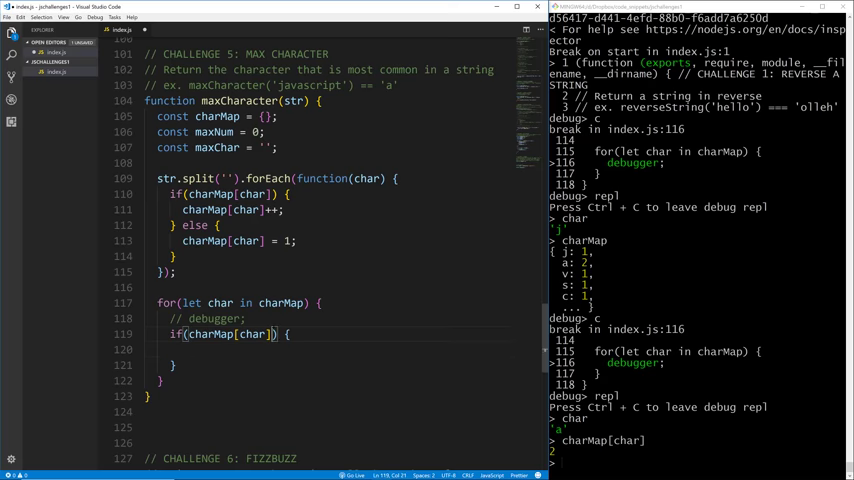 index.js - Visual Studio Code
File Edit Selection View Go Debug Tasks Help
EXPLORER
OPEN EDITORS 1 UNSAVED
index.js
JSCHALLENGES1
index.js
index.js
100
101 // CHALLENGE 5: MAX CHARACTER
102 // Return the character that is most common in a string
103 // ex. maxCharacter('javascript') == 'a'
104 function maxCharacter(str) {
105 const charMap = {};
106 const maxNum = 0;
107 const maxChar = '';
108
109 str.split('').forEach(function(char) {
110 if(charMap[char]) {
111 charMap[char]++;
112 } else {
113 charMap[char] = 1;
114 }
115 });
116
117 for(let char in charMap) {
118 // debugger;
119 if(charMap[char]) {
120
121 }
122 }
123 }
124
125
126
127 // CHALLENGE 6: FIZZBUZZ
0 0
Go Live Ln 119, Col 21 Spaces: 2 UTF-8 CRLF JavaScript Prettier
MINGW64:/d/Dropbox/code_snippets/jschallenges1
d56417-d441-4efd-88b0-f6add7a6250d
< For help see https://nodejs.org/en/docs/insp
ector
Break on start in index.js:1
> 1 (function (exports, require, module, __fil
ename, __dirname) { // CHALLENGE 1: REVERSE A
STRING
2 // Return a string in reverse
3 // ex. reverseString('hello') === 'olleh'
debug> c
break in index.js:116
114
115 for(let char in charMap) {
>116 debugger;
117 }
118 }
debug> repl
Press Ctrl + C to leave debug repl
> char
'j'
> charMap
{ j: 1,
a: 2,
v: 1,
s: 1,
c: 1,
... }
debug> c
break in index.js:116
114
115 for(let char in charMap) {
>116 debugger;
117 }
118 }
debug> repl
Press Ctrl + C to leave debug repl
> char
'a'
> charMap[char]
2
>